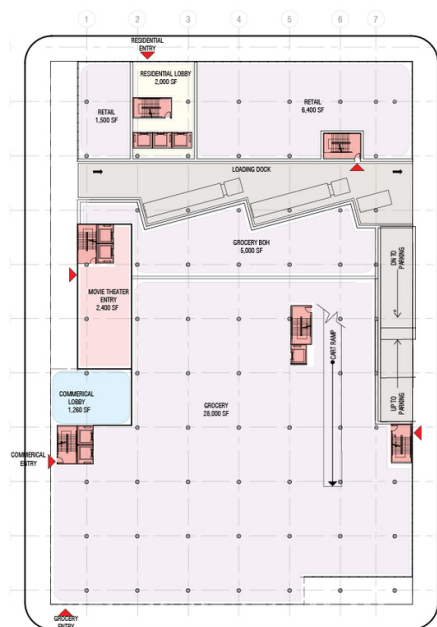 1 2 3 4 5 6 7
RESIDENTIAL
ENTRY
RESIDENTIAL LOBBY
2,000 SF
RETAIL
1,500 SF
RETAIL
6,400 SF
LOADING DOCK
GROCERY BOH
5,000 SF
DN TO
PARKING
MOVIE THEATER
ENTRY
2,400 SF
CART RAMP
UP TO
PARKING
COMMERICAL
LOBBY
1,260 SF
GROCERY
28,000 SF
COMMERICAL
ENTRY
GROCERY
ENTRY